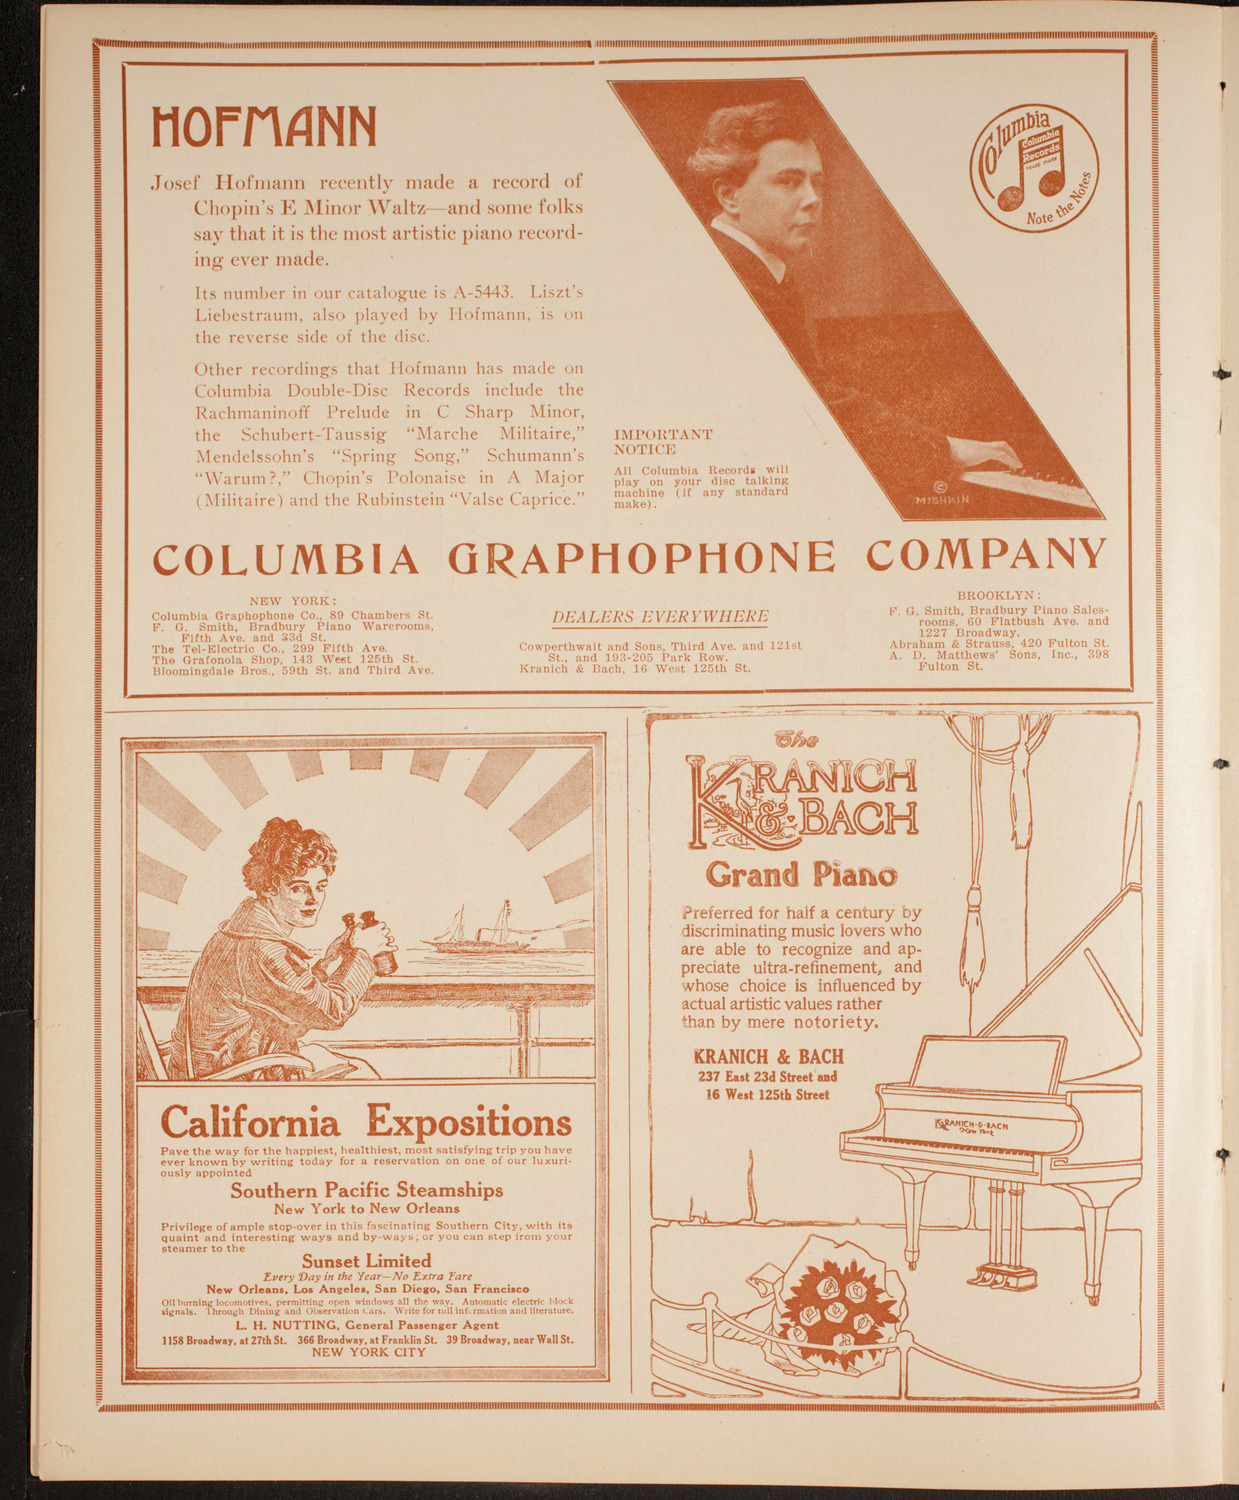 HOFMANN
Josef Hofmann recently made a record of
Chopin's E Minor Waltz—and some folks
say that it is the most artistic piano record-
ing ever made.
Its number in our catalogue is A-5443. Liszt's
Liebestraum, also played by Hofmann, is on
the reverse side of the disc.
Other recordings that Hofmann has made on
Columbia Double-Disc Records include the
Rachmaninoff Prelude in C Sharp Minor,
the Schubert-Taussig "Marche Militaire,"
Mendelssohn's "Spring Song," Schumann's
"Warum?," Chopin's Polonaise in A Major
(Militaire) and the Rubinstein "Valse Caprice."
IMPORTANT
NOTICE
All Columbia Records will
play on your disc talking
machine (if any standard
make).
© MISHKIN
Columbia
Columbia
Records
TRADE MARK
Note the Notes
COLUMBIA GRAPHOPHONE COMPANY
NEW YORK:
Columbia Graphophone Co., 89 Chambers St.
F. G. Smith, Bradbury Piano Warerooms,
Fifth Ave. and 33d St.
The Tel-Electric Co., 299 Fifth Ave.
The Grafonola Shop, 143 West 125th St.
Bloomingdale Bros., 59th St. and Third Ave.
DEALERS EVERYWHERE
Cowperthwait and Sons, Third Ave. and 121st
St., and 193-205 Park Row.
Kranich & Bach, 16 West 125th St.
BROOKLYN:
F. G. Smith, Bradbury Piano Sales-
rooms, 60 Flatbush Ave. and
1227 Broadway.
Abraham & Strauss, 420 Fulton St.
A. D. Matthews' Sons, Inc., 398
Fulton St.
California Expositions
Pave the way for the happiest, healthiest, most satisfying trip you have
ever known by writing today for a reservation on one of our luxuri-
ously appointed
Southern Pacific Steamships
New York to New Orleans
Privilege of ample stop-over in this fascinating Southern City, with its
quaint and interesting ways and by-ways; or you can step from your
steamer to the
Sunset Limited
Every Day in the Year—No Extra Fare
New Orleans, Los Angeles, San Diego, San Francisco
Oil burning locomotives, permitting open windows all the way. Automatic electric block
signals. Through Dining and Observation Cars. Write for full information and literature.
L. H. NUTTING, General Passenger Agent
1158 Broadway, at 27th St. 366 Broadway, at Franklin St. 39 Broadway, near Wall St.
NEW YORK CITY
The
KRANICH
& BACH
Grand Piano
Preferred for half a century by
discriminating music lovers who
are able to recognize and ap-
preciate ultra-refinement, and
whose choice is influenced by
actual artistic values rather
than by mere notoriety.
KRANICH & BACH
237 East 23d Street and
16 West 125th Street
KRANICH & BACH
New York